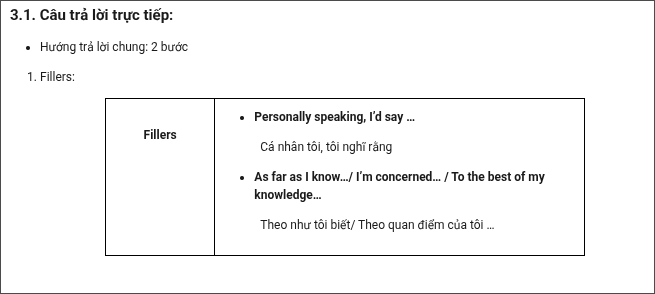 3.1. Câu trả lời trực tiếp:
• Hướng trả lời chung: 2 bước
1. Fillers:
Fillers
• Personally speaking, I’d say …
Cá nhân tôi, tôi nghĩ rằng
• As far as I know…/ I’m concerned… / To the best of my
knowledge…
Theo như tôi biết/ Theo quan điểm của tôi …